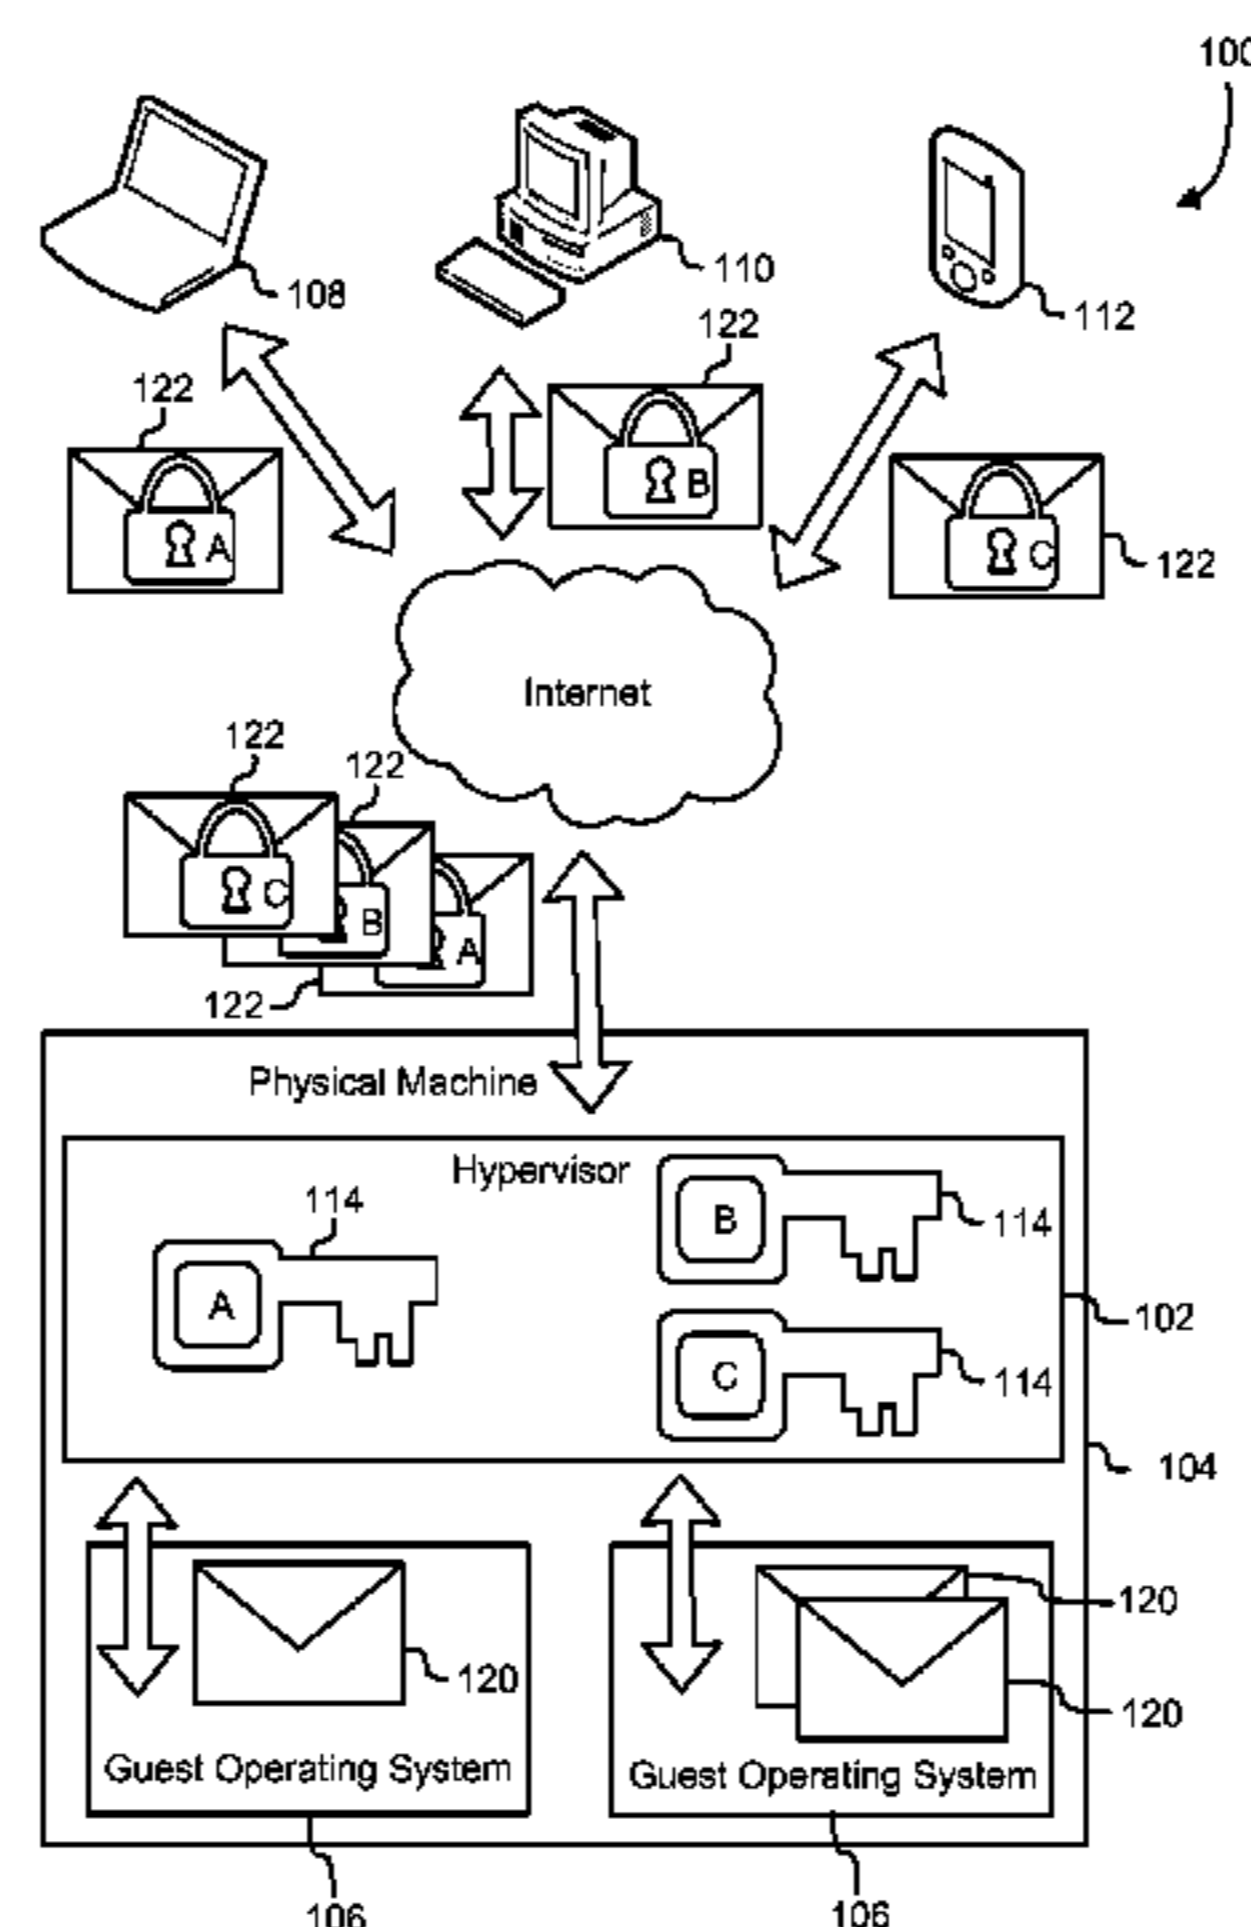 100
108
110
112
122
122
A
B
C
122
Internet
122
122
C
B
A
122
Physical Machine
Hypervisor
114
B
114
A
102
C
114
104
120
120
120
Guest Operating System
Guest Operating System
106
106